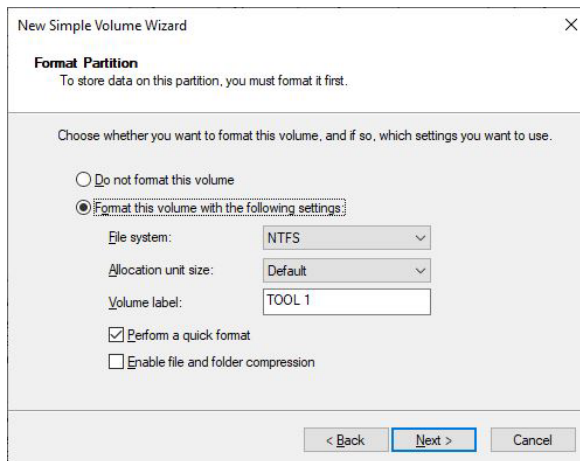 New Simple Volume Wizard
Format Partition
To store data on this partition, you must format it first.
Choose whether you want to format this volume, and if so, which settings you want to use.
Do not format this volume
Format this volume with the following settings:
File system: NTFS
Allocation unit size: Default
Volume label: TOOL 1
Perform a quick format
Enable file and folder compression
< Back Next > Cancel